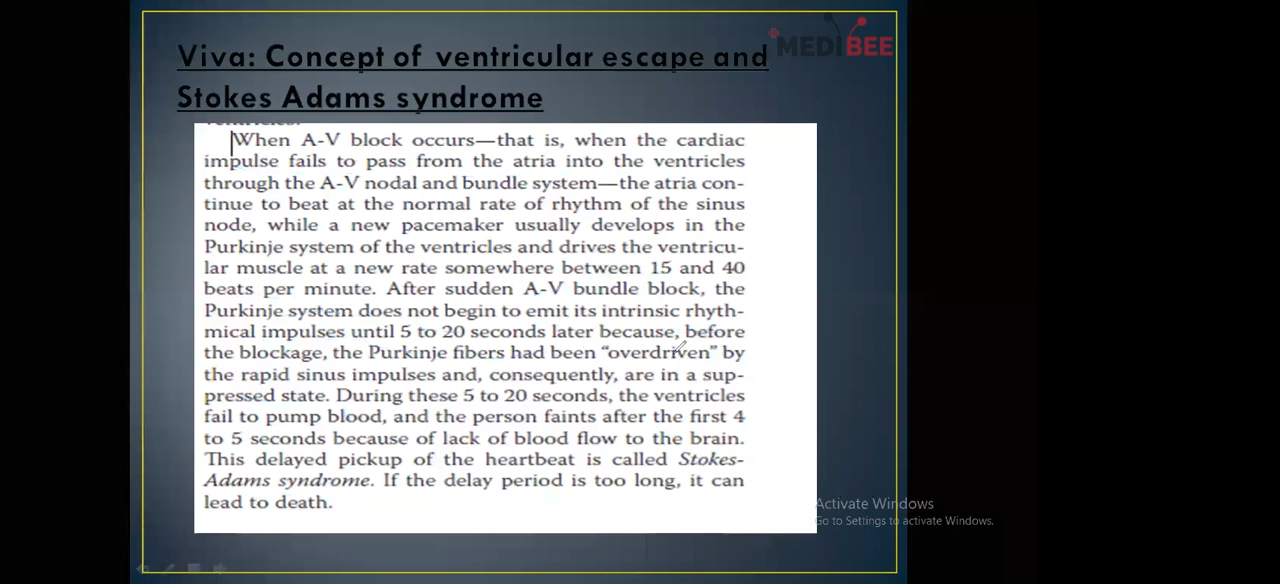 MEDIBEE
Viva: Concept of ventricular escape and
Stokes Adams syndrome
ventricles.
When A-V block occurs—that is, when the cardiac
impulse fails to pass from the atria into the ventricles
through the A-V nodal and bundle system—the atria con-
tinue to beat at the normal rate of rhythm of the sinus
node, while a new pacemaker usually develops in the
Purkinje system of the ventricles and drives the ventricu-
lar muscle at a new rate somewhere between 15 and 40
beats per minute. After sudden A-V bundle block, the
Purkinje system does not begin to emit its intrinsic rhyth-
mical impulses until 5 to 20 seconds later because, before
the blockage, the Purkinje fibers had been “overdriven” by
the rapid sinus impulses and, consequently, are in a sup-
pressed state. During these 5 to 20 seconds, the ventricles
fail to pump blood, and the person faints after the first 4
to 5 seconds because of lack of blood flow to the brain.
This delayed pickup of the heartbeat is called Stokes-
Adams syndrome. If the delay period is too long, it can
lead to death.
Activate Windows
Go to Settings to activate Windows.